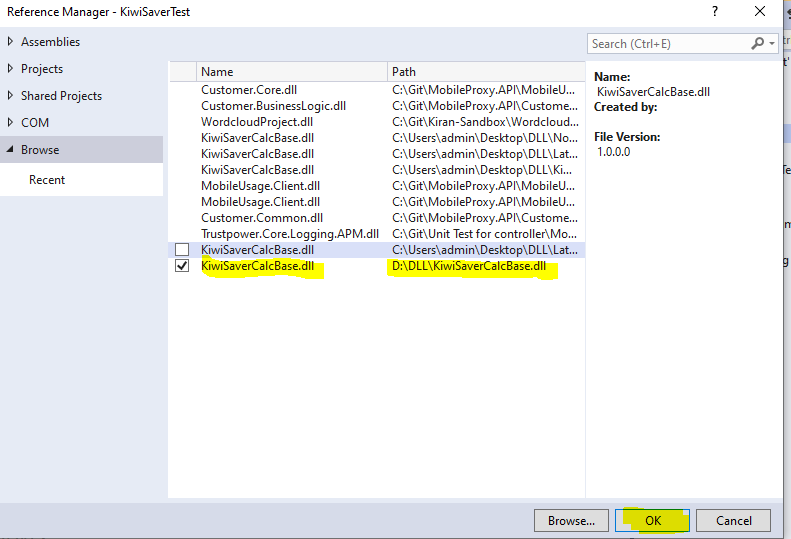 Reference Manager - KiwiSaverTest
?
Assemblies
Projects
Shared Projects
COM
Browse
Recent
Search (Ctrl+E)
Name Path
Customer.Core.dll C:\Git\MobileProxy.API\MobileU...
Customer.BusinessLogic.dll C:\Git\MobileProxy.API\Custome...
WordcloudProject.dll C:\Git\Kiran-Sandbox\Wordcloud...
KiwiSaverCalcBase.dll C:\Users\admin\Desktop\DLL\No...
KiwiSaverCalcBase.dll C:\Users\admin\Desktop\DLL\Lat...
KiwiSaverCalcBase.dll C:\Users\admin\Desktop\DLL\Ki...
MobileUsage.Client.dll C:\Git\MobileProxy.API\MobileU...
MobileUsage.Client.dll C:\Git\MobileProxy.API\MobileU...
Customer.Common.dll C:\Git\MobileProxy.API\Custome...
Trustpower.Core.Logging.APM.dll C:\Git\Unit Test for controller\Mo...
KiwiSaverCalcBase.dll C:\Users\admin\Desktop\DLL\Lat...
KiwiSaverCalcBase.dll D:\DLL\KiwiSaverCalcBase.dll
Name:
KiwiSaverCalcBase.dll
Created by:
File Version:
1.0.0.0
Browse... OK Cancel